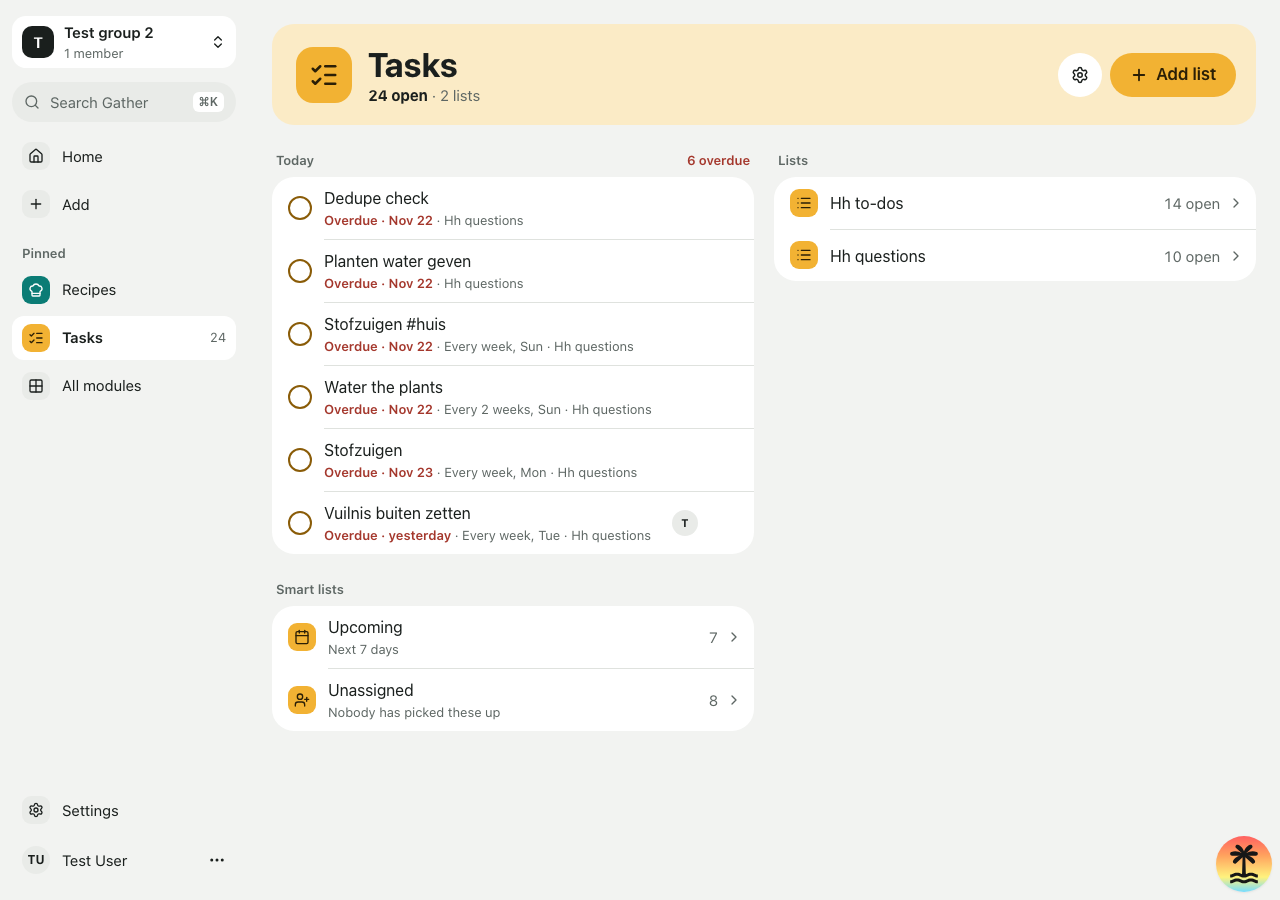 T
Test group 2
1 member
Search Gather
⌘K
Home
Add
Pinned
Recipes
Tasks
24
All modules
Settings
TU
Test User
Tasks
24 open · 2 lists
Add list
Today
6 overdue
Dedupe check
Overdue · Nov 22 · Hh questions
Planten water geven
Overdue · Nov 22 · Hh questions
Stofzuigen #huis
Overdue · Nov 22 · Every week, Sun · Hh questions
Water the plants
Overdue · Nov 22 · Every 2 weeks, Sun · Hh questions
Stofzuigen
Overdue · Nov 23 · Every week, Mon · Hh questions
Vuilnis buiten zetten
Overdue · yesterday · Every week, Tue · Hh questions
T
Smart lists
Upcoming
Next 7 days
7
Unassigned
Nobody has picked these up
8
Lists
Hh to-dos
14 open
Hh questions
10 open